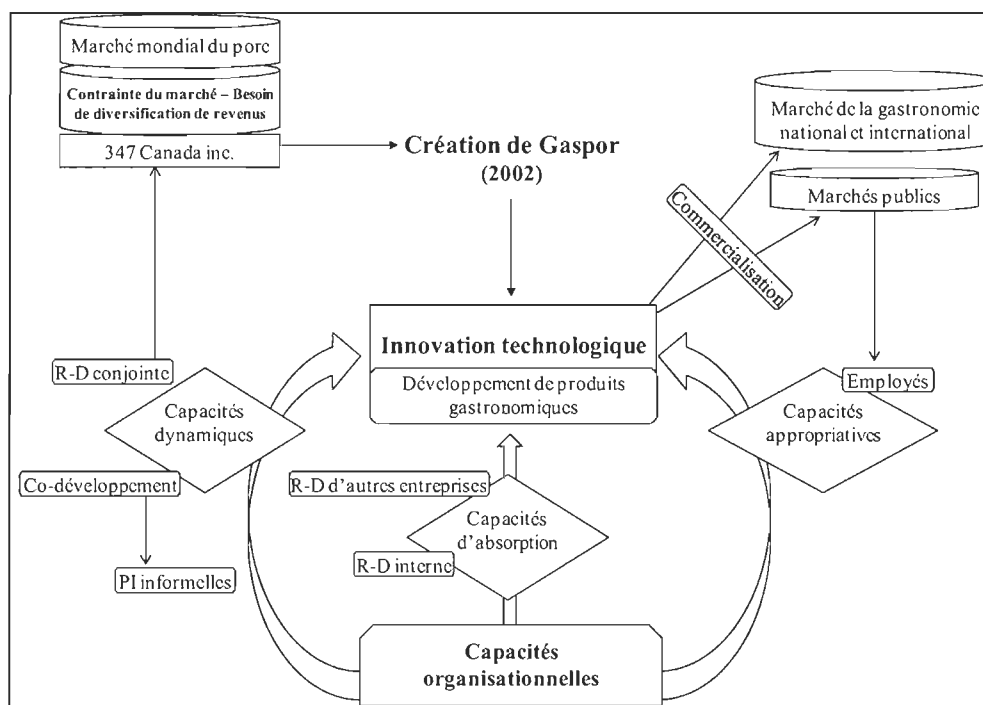 Marché mondial du porc
Contrainte du marché – Besoin
de diversification de revenus
347 Canada inc.
Création de Gaspor
(2002)
Marché de la gastronomie
national et international
Marchés publics
Commercialisation
Innovation technologique
Développement de produits
gastronomiques
R-D conjointe
Capacités
dynamiques
Co-développement
PI informelles
Employés
Capacités
appropriatives
R-D d'autres entreprises
Capacités
d'absorption
R-D interne
Capacités
organisationnelles